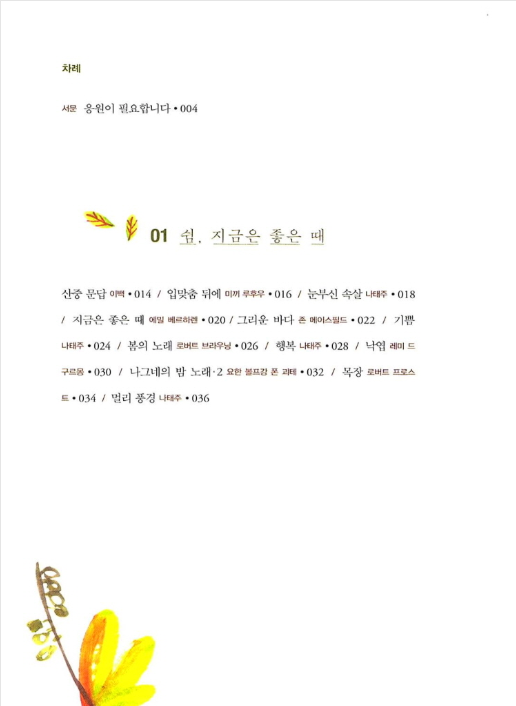 차례
서문 응원이 필요합니다 • 004
01 쉼, 지금은 좋은 때
산중 문답 이백 • 014 / 입맞춤 뒤에 미끼 루후우 • 016 / 눈부신 속살 나태주 • 018
/ 지금은 좋은 때 에밀 베르하렌 • 020 / 그리운 바다 존 메이스필드 • 022 / 기쁨
나태주 • 024 / 봄의 노래 로버트 브라우닝 • 026 / 행복 나태주 • 028 / 낙엽 레미 드
구르몽 • 030 / 나그네의 밤 노래·2 요한 볼프강 폰 괴테 • 032 / 목장 로버트 프로스
트 • 034 / 멀리 풍경 나태주 • 036